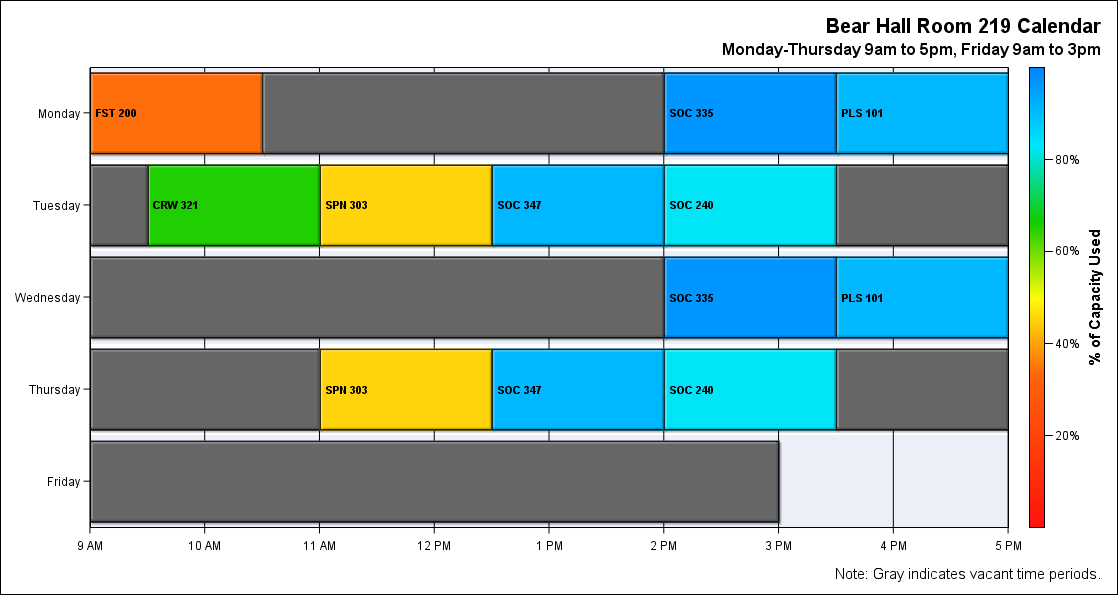 Bear Hall Room 219 Calendar
Monday-Thursday 9am to 5pm, Friday 9am to 3pm
Monday
FST 200
SOC 335
PLS 101
Tuesday
CRW 321
SPN 303
SOC 347
SOC 240
Wednesday
SOC 335
PLS 101
Thursday
SPN 303
SOC 347
SOC 240
Friday
9 AM
10 AM
11 AM
12 PM
1 PM
2 PM
3 PM
4 PM
5 PM
80%
60%
40%
20%
% of Capacity Used
Note: Gray indicates vacant time periods.